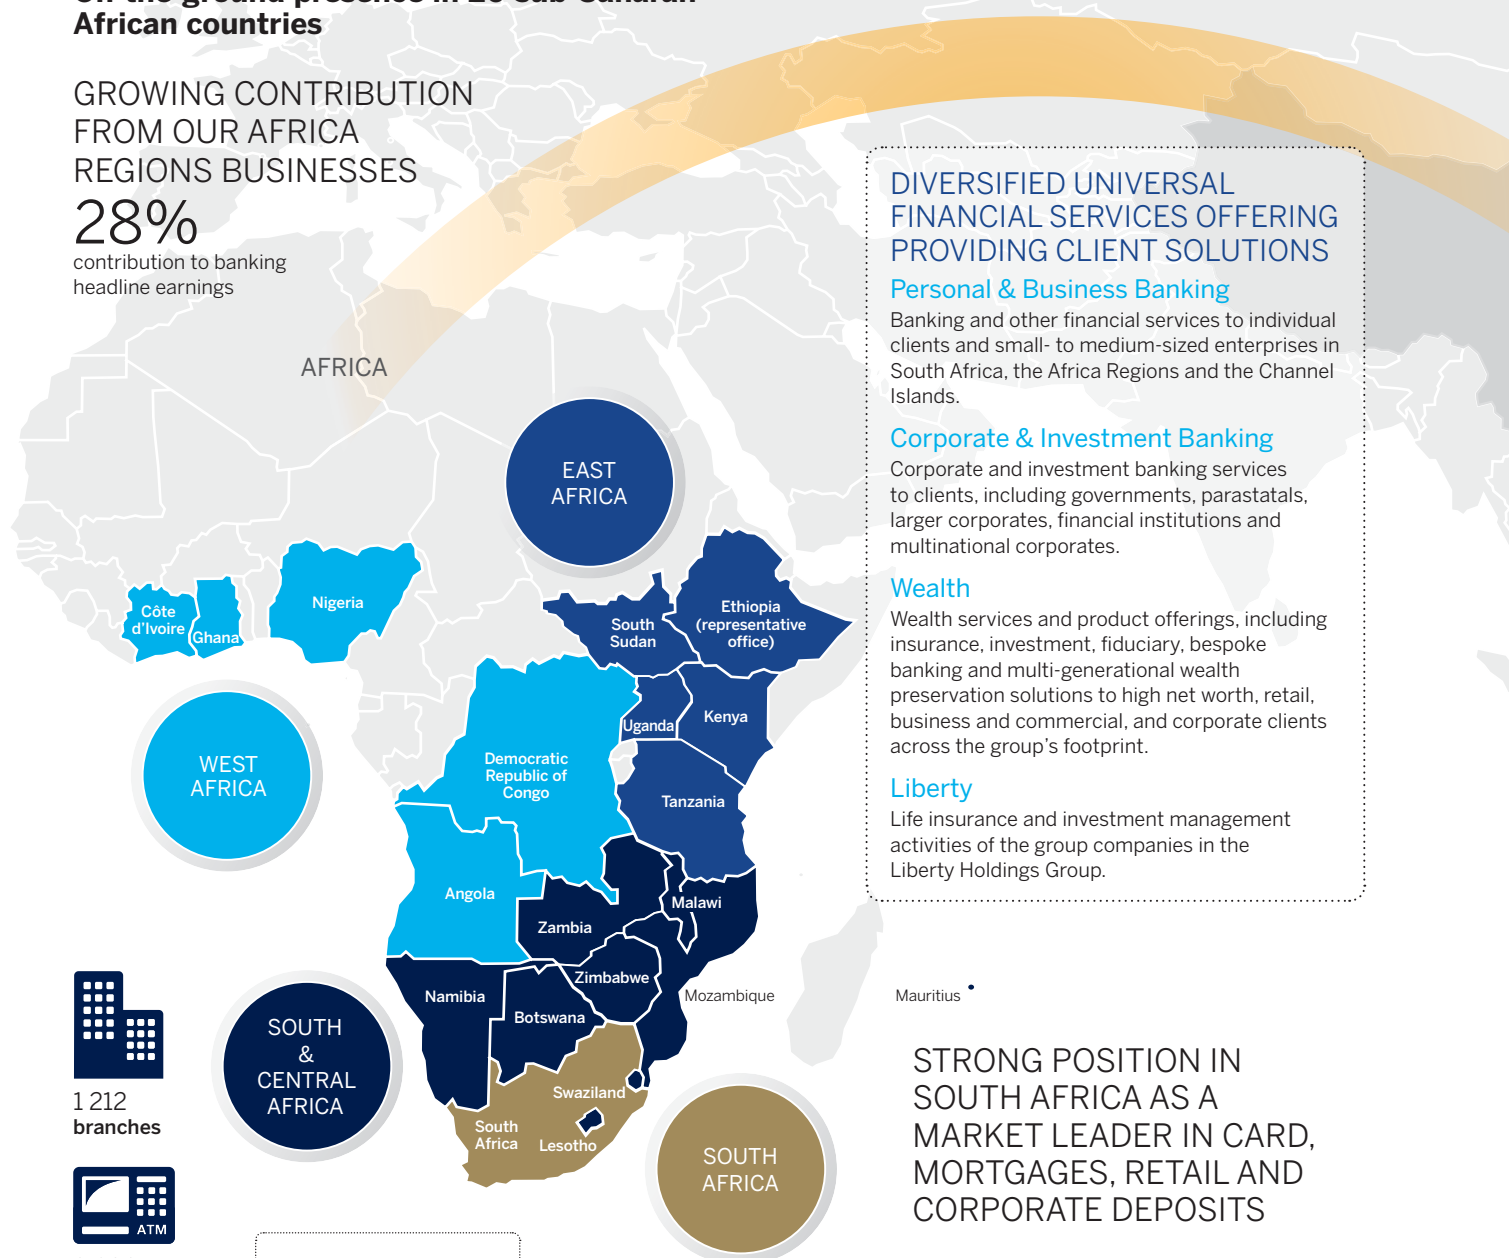 On-the-ground presence in 20 sub-Saharan
African countries
GROWING CONTRIBUTION
FROM OUR AFRICA
REGIONS BUSINESSES
28%
contribution to banking
headline earnings
AFRICA
DIVERSIFIED UNIVERSAL
FINANCIAL SERVICES OFFERING
PROVIDING CLIENT SOLUTIONS
Personal & Business Banking
Banking and other financial services to individual
clients and small- to medium-sized enterprises in
South Africa, the Africa Regions and the Channel
Islands.
Corporate & Investment Banking
Corporate and investment banking services
to clients, including governments, parastatals,
larger corporates, financial institutions and
multinational corporates.
Wealth
Wealth services and product offerings, including
insurance, investment, fiduciary, bespoke
banking and multi-generational wealth
preservation solutions to high net worth, retail,
business and commercial, and corporate clients
across the group's footprint.
Liberty
Life insurance and investment management
activities of the group companies in the
Liberty Holdings Group.
EAST
AFRICA
Côte
d'Ivoire
Ghana
Nigeria
South
Sudan
Ethiopia
(representative
office)
Uganda
Kenya
WEST
AFRICA
Democratic
Republic of
Congo
Tanzania
Angola
Malawi
Zambia
Zimbabwe
Namibia
Botswana
Mozambique
Mauritius
SOUTH
&
CENTRAL
AFRICA
Swaziland
South
Africa
Lesotho
SOUTH
AFRICA
1 212
branches
ATM
STRONG POSITION IN
SOUTH AFRICA AS A
MARKET LEADER IN CARD,
MORTGAGES, RETAIL AND
CORPORATE DEPOSITS